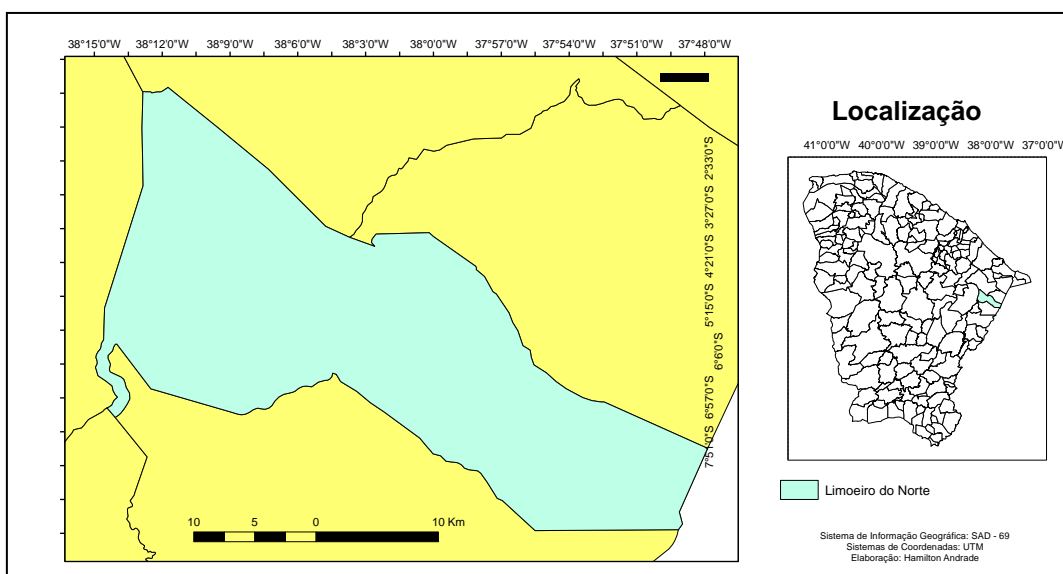 38°15'0"W 38°12'0"W 38°9'0"W 38°6'0"W 38°3'0"W 38°0'0"W 37°57'0"W 37°54'0"W 37°51'0"W 37°48'0"W
Localização
41°0'0"W 40°0'0"W 39°0'0"W 38°0'0"W 37°0'0"W
7°51'0"S 6°57'0"S 6°6'0"S 5°15'0"S 4°21'0"S 3°27'0"S 2°33'0"S
Limoeiro do Norte
10 5 0 10 Km
Sistema de Informação Geográfica: SAD - 69
Sistemas de Coordenadas: UTM
Elaboração: Hamilton Andrade